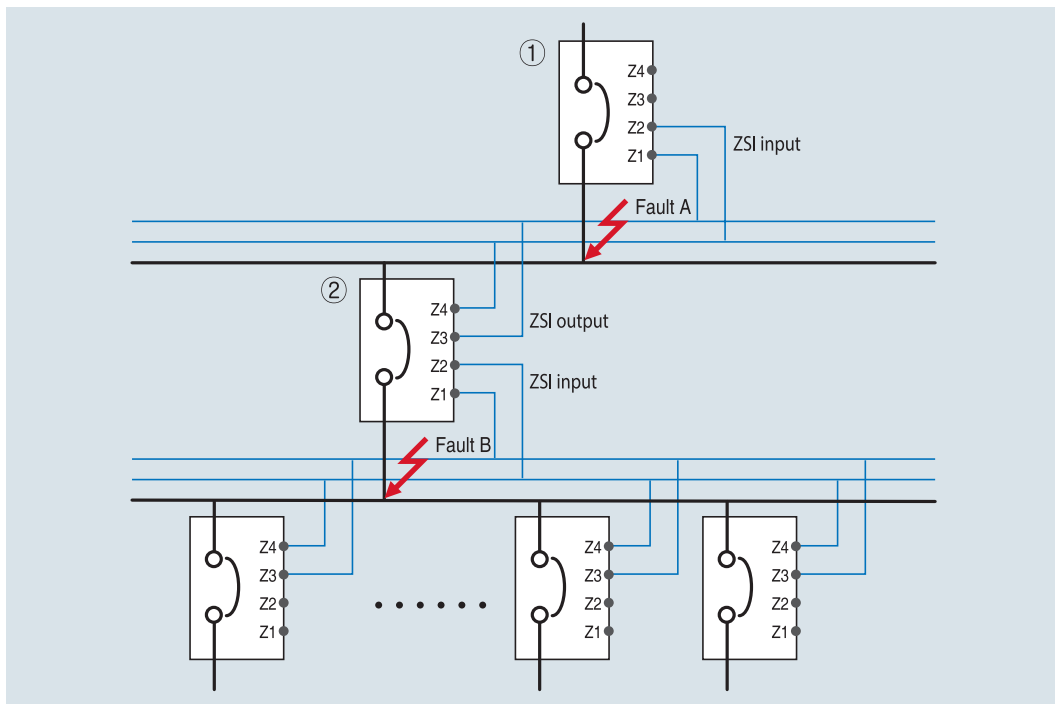 ①
Z4
Z3
Z2
Z1
ZSI input
Fault A
②
Z4
Z3
Z2
Z1
ZSI output
ZSI input
Fault B
Z4
Z3
Z2
Z1
Z4
Z3
Z2
Z1
Z4
Z3
Z2
Z1